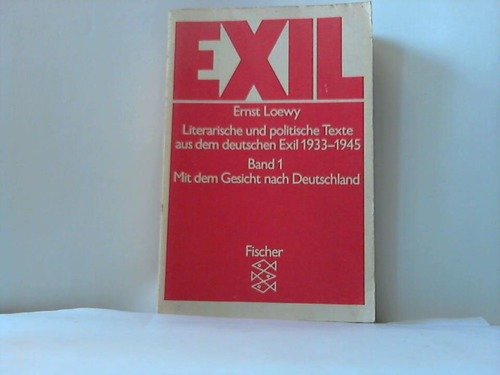 EXIL
Ernst Loewy
Literarische und politische Texte
aus dem deutschen Exil 1933–1945
Band 1
Mit dem Gesicht nach Deutschland
Fischer